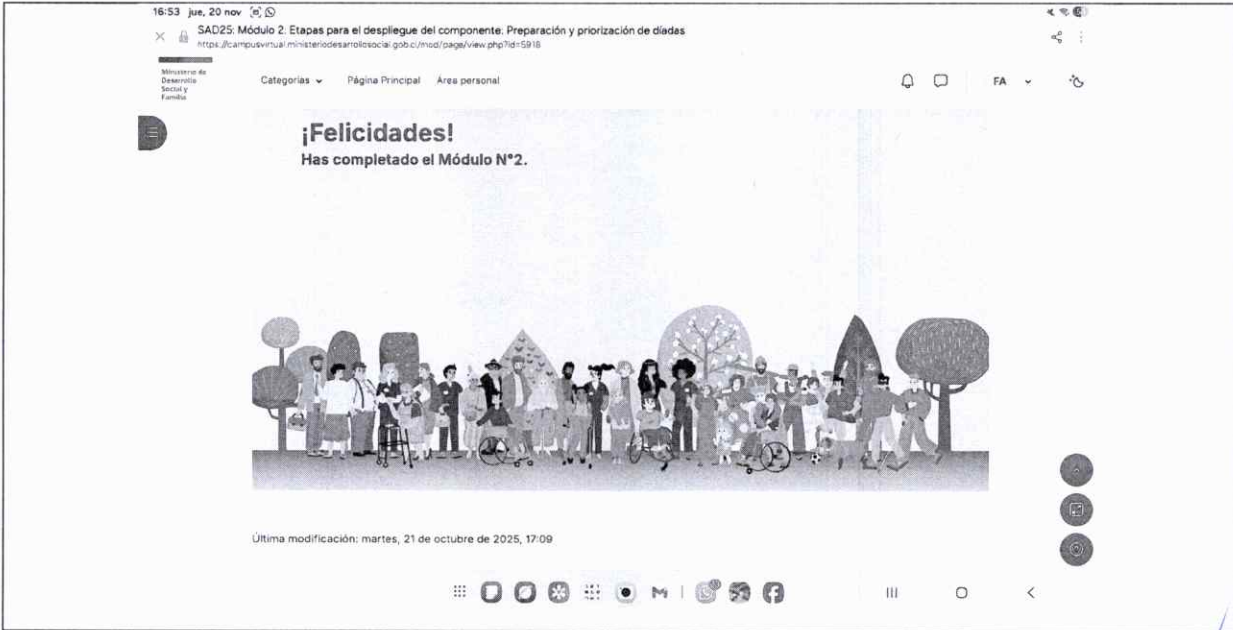 16:53 jue, 20 nov
SAD25: Módulo 2: Etapas para el despliegue del componente: Preparación y priorización de díadas
https://campusvirtual.ministeriodesarrollosocial.gob.cl/mod/page/view.php?id=5918
Ministerio de
Desarrollo
Social y
Familia
Categorías Página Principal Área personal FA
¡Felicidades!
Has completado el Módulo N°2.
Última modificación: martes, 21 de octubre de 2025, 17:09